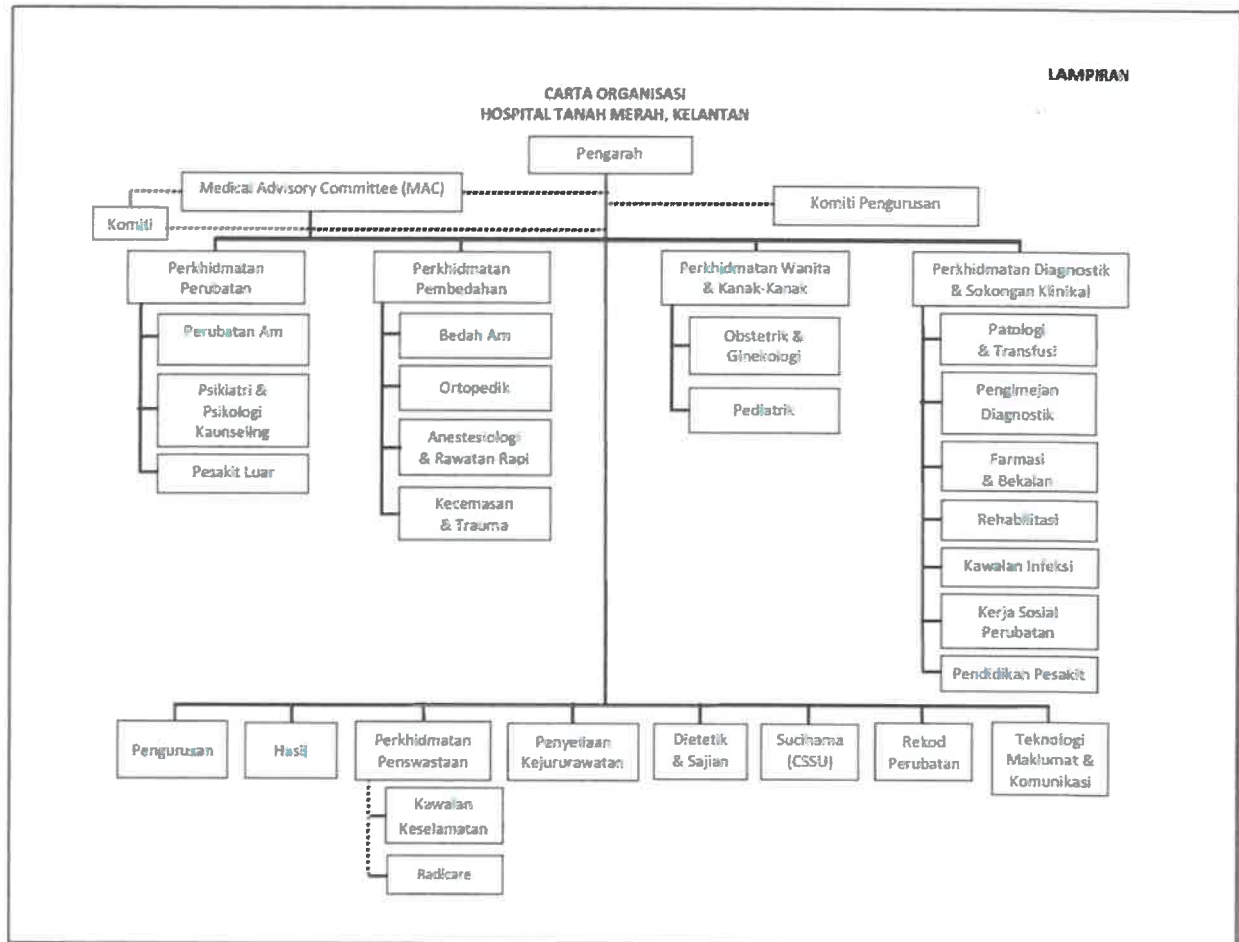 LAMPIRAN
CARTA ORGANISASI
HOSPITAL TANAH MERAH, KELANTAN
Pengarah
Medical Advisory Committee (MAC)
Komiti Pengurusan
Komiti
Perkhidmatan
Perubatan
Perubatan Am
Psikiatri &
Psikologi
Kaunseling
Pesakit Luar
Perkhidmatan
Pembedahan
Bedah Am
Ortopedik
Anestesiologi
& Rawatan Rapi
Kecemasan
& Trauma
Perkhidmatan Wanita
& Kanak-Kanak
Obstetrik &
Ginekologi
Pediatrik
Perkhidmatan Diagnostik
& Sokongan Klinikal
Patologi
& Transfusi
Pengimejan
Diagnostik
Farmasi
& Bekalan
Rehabilitasi
Kawalan Infeksi
Kerja Sosial
Perubatan
Pendidikan Pesakit
Pengurusan
Hasil
Perkhidmatan
Penswastaan
Kawalan
Keselamatan
Radicare
Penyeliaan
Kejururawatan
Dietetik
& Sajian
Sucihama
(CSSU)
Rekod
Perubatan
Teknologi
Maklumat &
Komunikasi